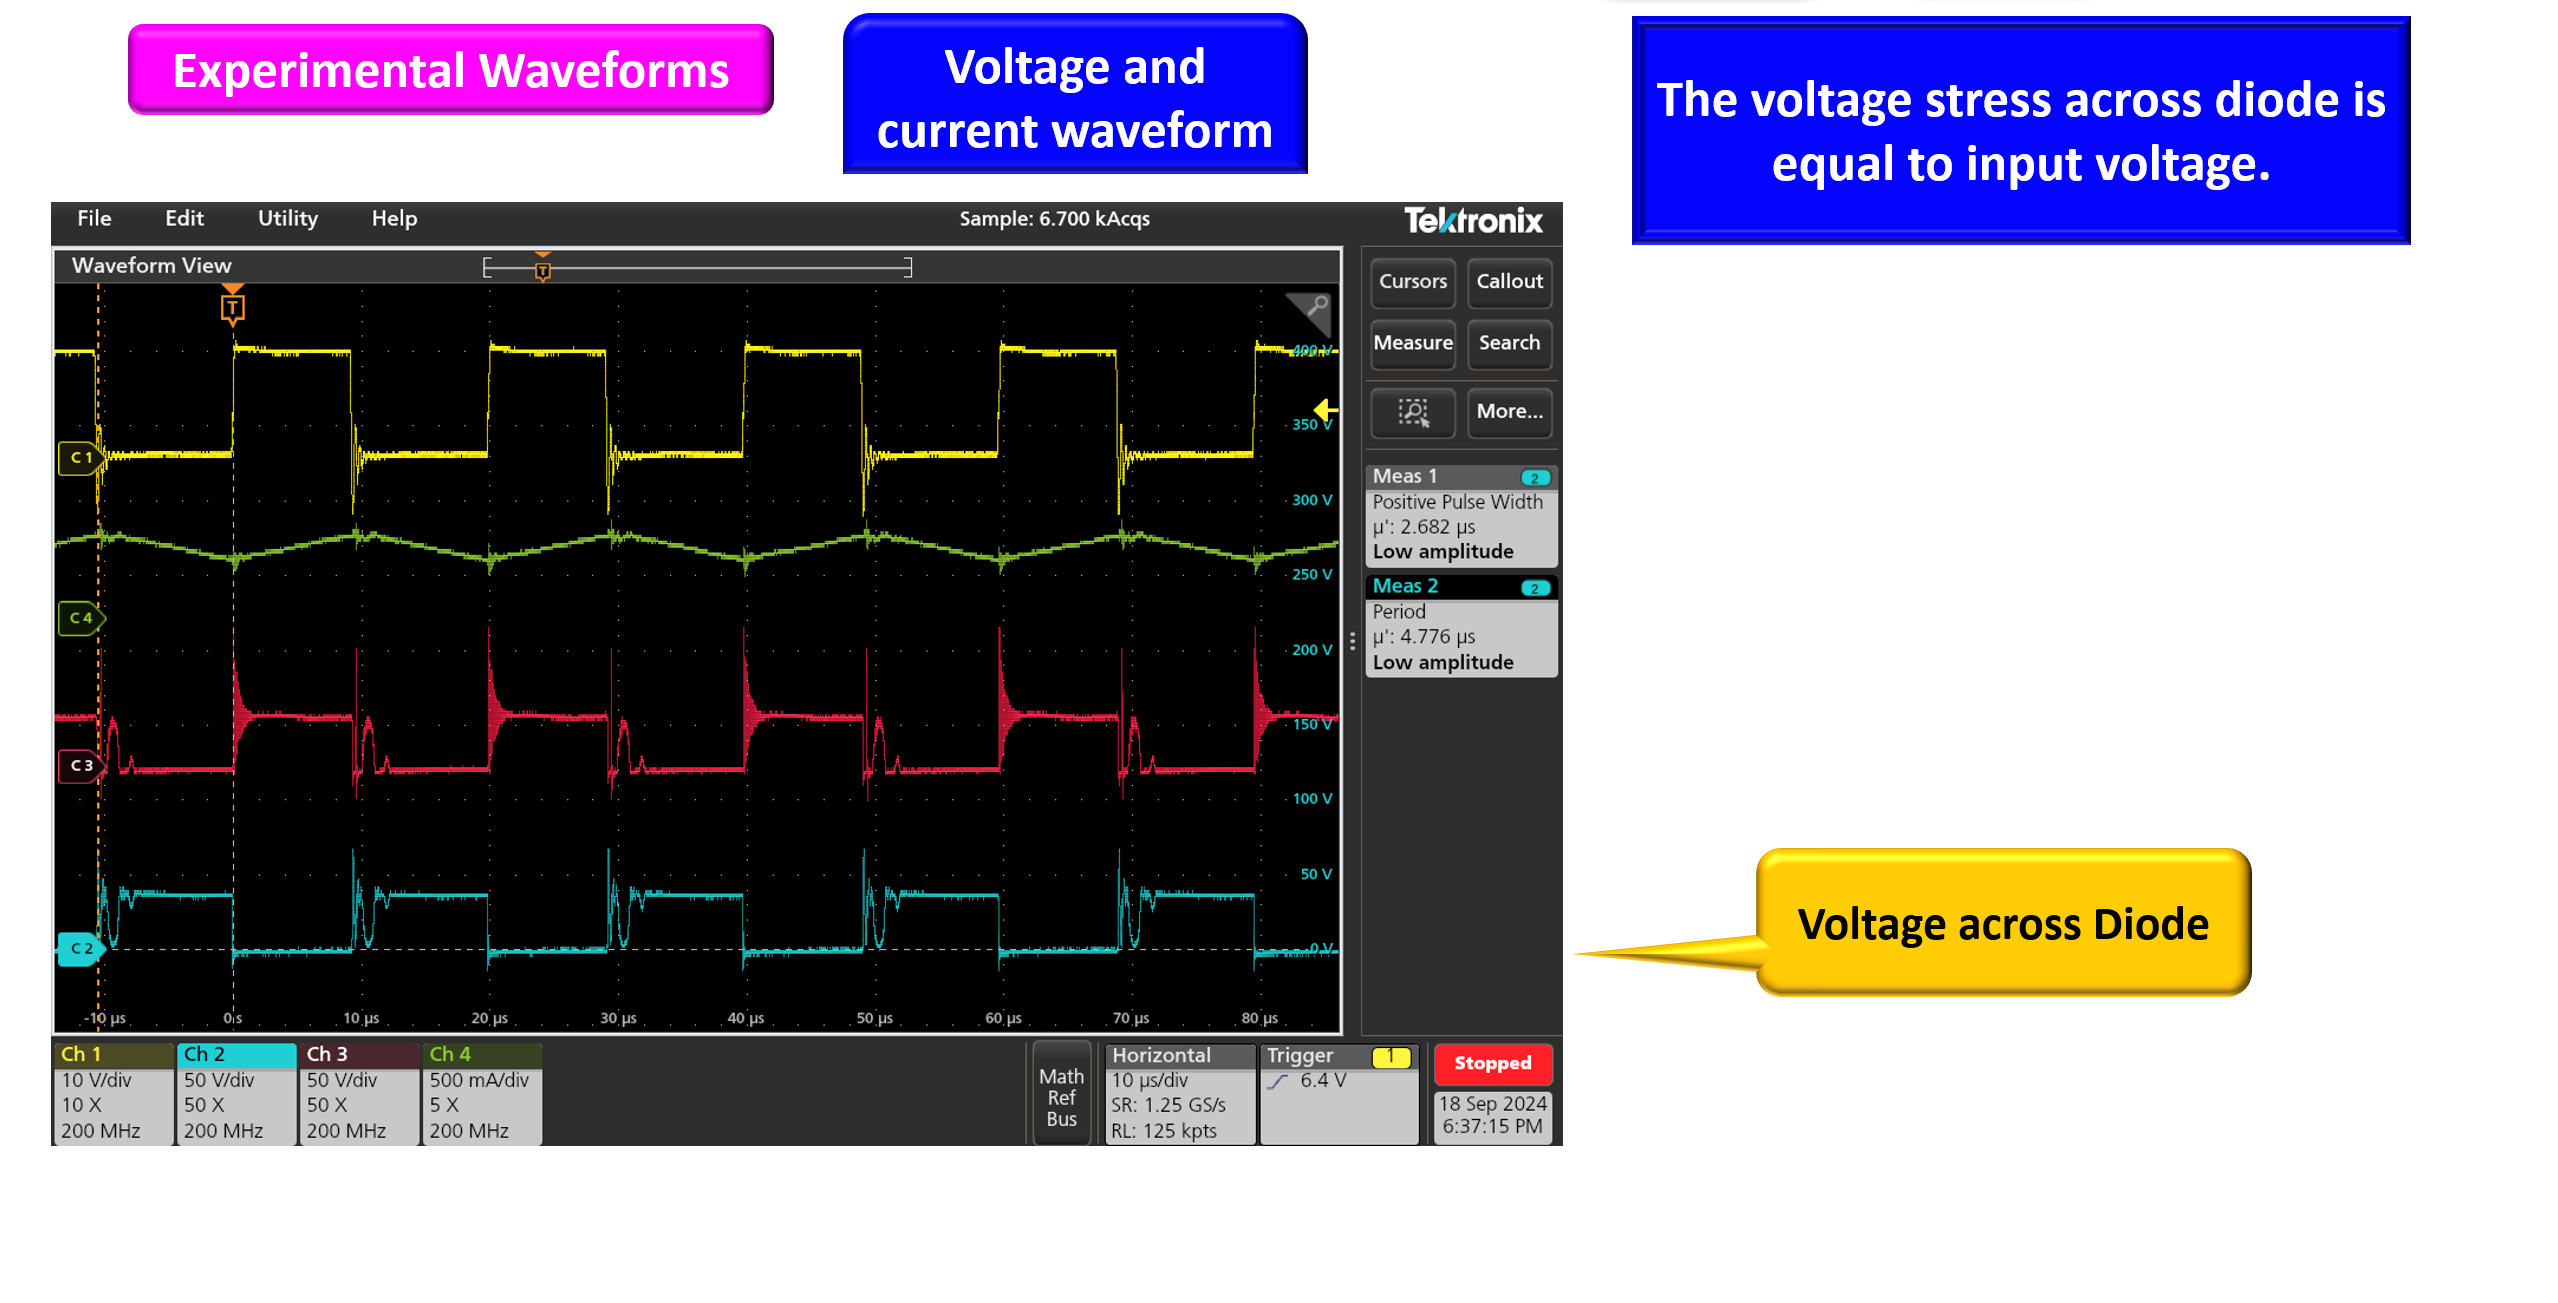 Experimental Waveforms
Voltage and
current waveform
The voltage stress across diode is
equal to input voltage.
File Edit Utility Help Sample: 6.700 kAcqs Tektronix
Waveform View
T
T
Cursors Callout
Measure Search
More...
400 V
350 V
300 V
250 V
200 V
150 V
100 V
50 V
0 V
C 1
C 4
C 3
C 2
Meas 1 2
Positive Pulse Width
µ': 2.682 µs
Low amplitude
Meas 2 2
Period
µ': 4.776 µs
Low amplitude
Voltage across Diode
-10 µs 0 s 10 µs 20 µs 30 µs 40 µs 50 µs 60 µs 70 µs 80 µs
Ch 1
10 V/div
10 X
200 MHz
Ch 2
50 V/div
50 X
200 MHz
Ch 3
50 V/div
50 X
200 MHz
Ch 4
500 mA/div
5 X
200 MHz
Math
Ref
Bus
Horizontal
10 µs/div
SR: 1.25 GS/s
RL: 125 kpts
Trigger 1
6.4 V
Stopped
18 Sep 2024
6:37:15 PM